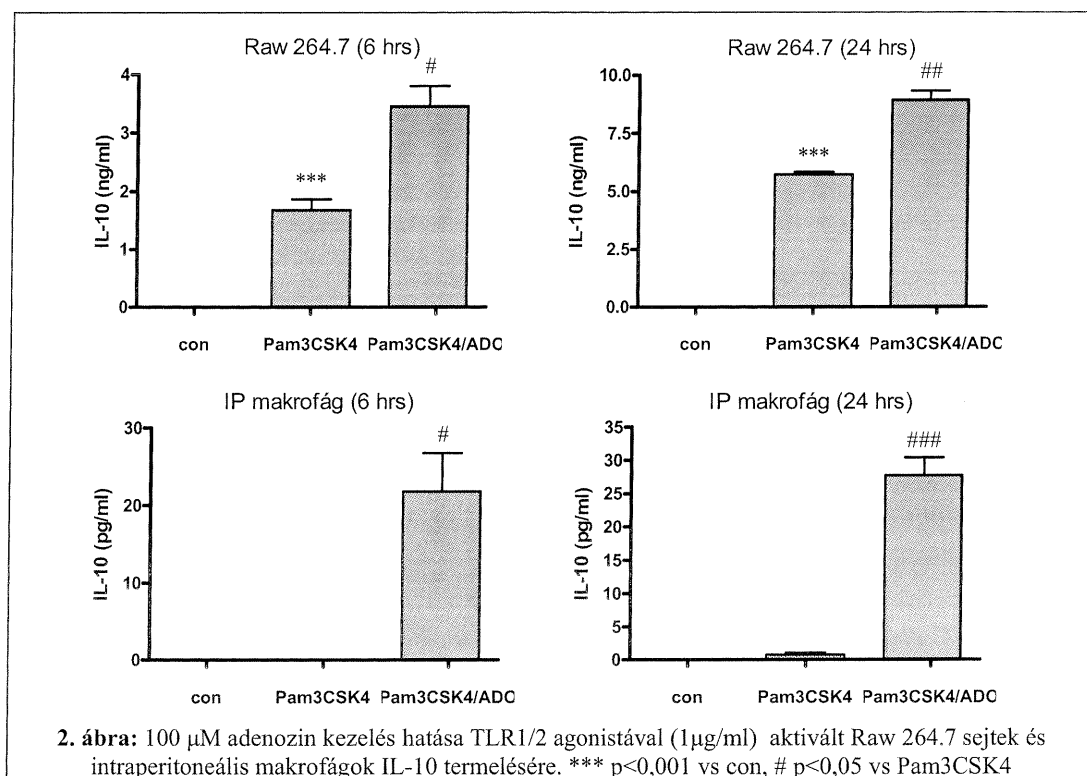 Raw 264.7 (6 hrs)
#
4
3
2
1
0
IL-10 (ng/ml)
***
con
Pam3CSK4
Pam3CSK4/ADO
Raw 264.7 (24 hrs)
##
10.0
7.5
5.0
2.5
0.0
IL-10 (ng/ml)
***
con
Pam3CSK4
Pam3CSK4/ADO
IP makrofág (6 hrs)
#
30
20
10
0
IL-10 (pg/ml)
con
Pam3CSK4
Pam3CSK4/ADO
IP makrofág (24 hrs)
###
35
30
25
20
15
10
5
0
IL-10 (pg/ml)
con
Pam3CSK4
Pam3CSK4/ADO
2. ábra: 100 μM adenozin kezelés hatása TLR1/2 agonistával (1μg/ml) aktivált Raw 264.7 sejtek és
intraperitoneális makrofágok IL-10 termelésére. *** p<0,001 vs con, # p<0,05 vs Pam3CSK4